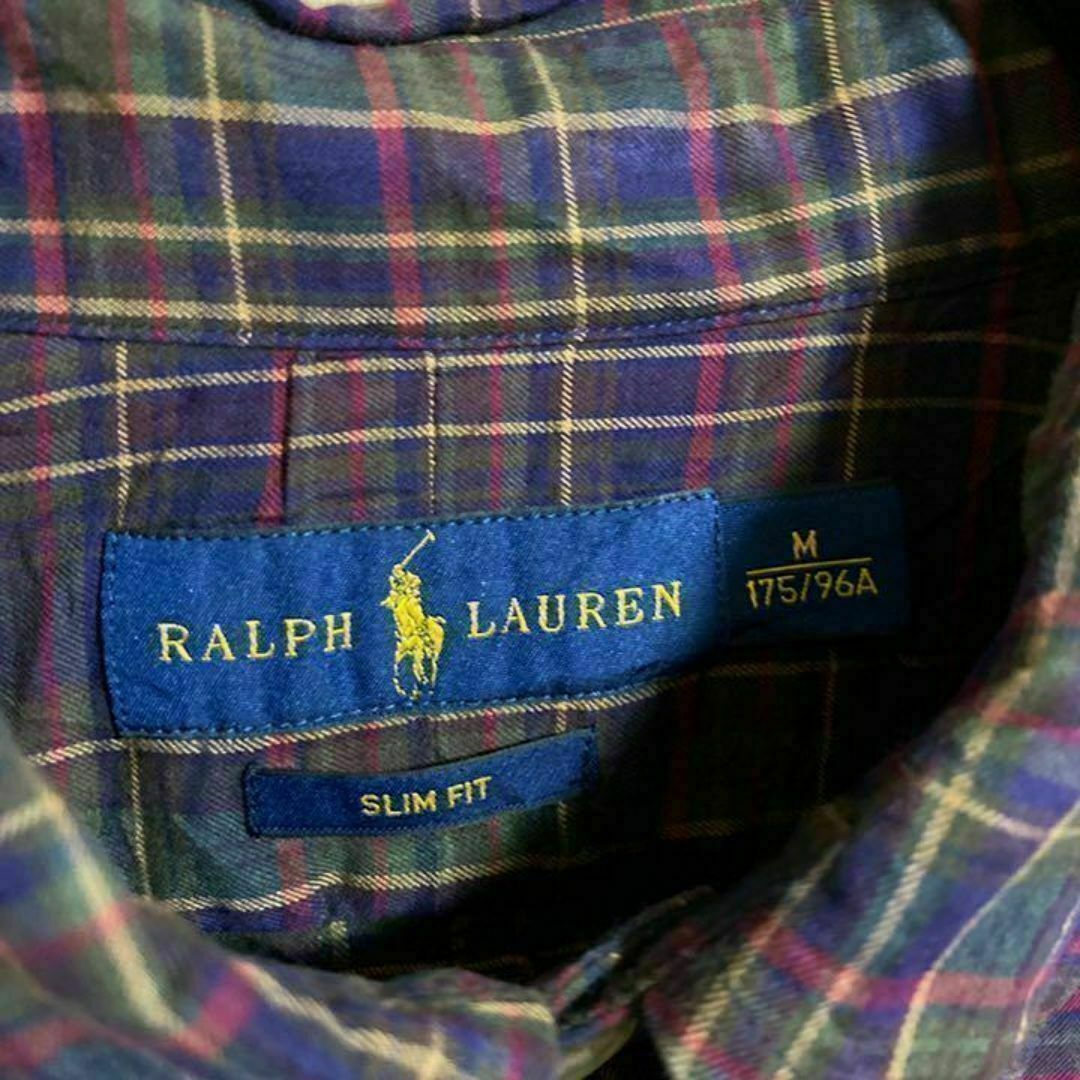 RALPH LAUREN
M
175/96A
SLIM FIT